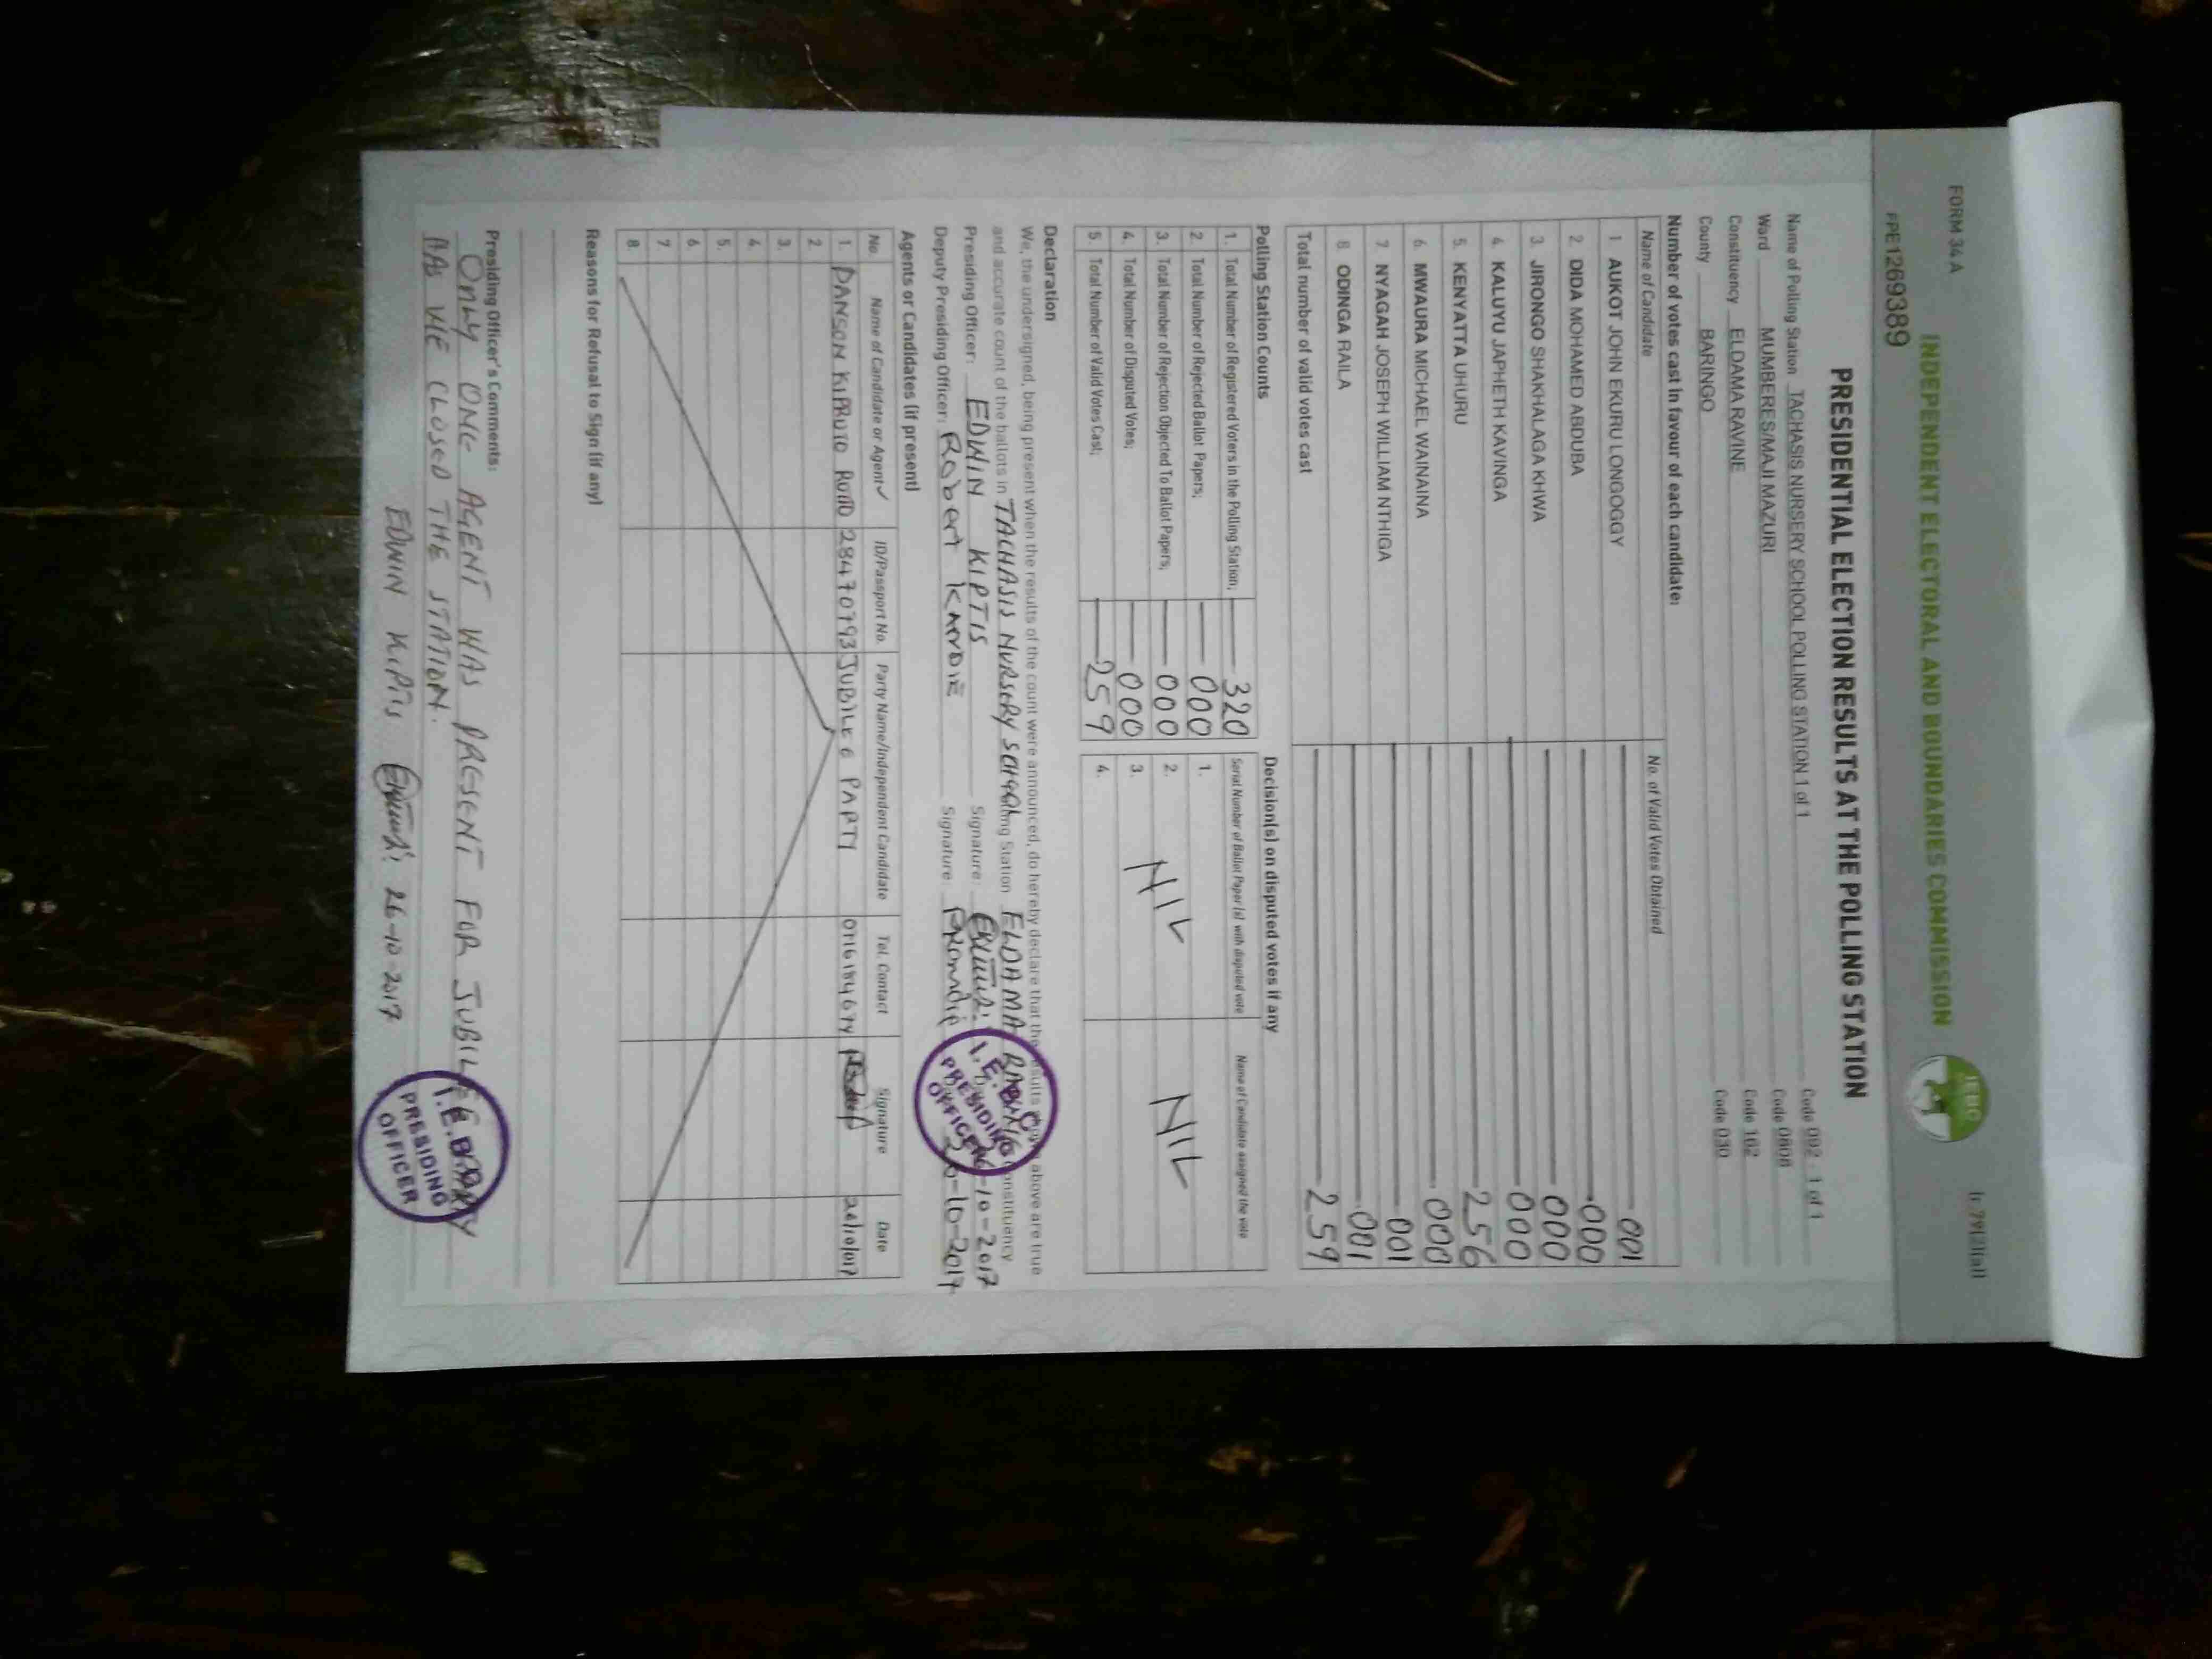 FORM 34 A
INDEPENDENT ELECTORAL AND BOUNDARIES COMMISSION
IEBC
PPE1269389
PRESIDENTIAL ELECTION RESULTS AT THE POLLING STATION
Name of Polling Station TACHASIS NURSERY SCHOOL POLLING STATION 1 of 1 Code 092 - 1 of 1
Ward MUMBERES/MAJI MAZURI Code 0808
Constituency ELDAMA RAVINE Code 162
County BARINGO Code 030
Number of votes cast in favour of each candidate:
Name of Candidate No. of Valid Votes Obtained
1 AUKOT JOHN EKURU LONGOGGY 001
2. DIDA MOHAMED ABDUBA 000
3. JIRONGO SHAKHALAGA KHWA 000
4. KALUYU JAPHETH KAVINGA 000
5. KENYATTA UHURU 256
6. MWAURA MICHAEL WAINAINA 000
7. NYAGAH JOSEPH WILLIAM NTHIGA 001
8. ODINGA RAILA 001
Total number of valid votes cast 259
Polling Station Counts
1. Total Number of Registered Voters in the Polling Station; 320
2. Total Number of Rejected Ballot Papers; 000
3. Total Number of Rejection Objected To Ballot Papers; 000
4. Total Number of Disputed Votes; 000
5. Total Number of Valid Votes Cast; 259
Decision(s) on disputed votes if any
Serial Number of Ballot Paper (s) with disputed vote Name of Candidate assigned the vote
1.
2. NIL NIL
3.
4.
Declaration
We, the undersigned, being present when the results of the count were announced, do hereby declare that the results above are true
and accurate count of the ballots in TACHASIS NURSERY SCHOOL Station ELDAMA RAVINE Constituency
Presiding Officer: EDWIN KIPTIS Signature: 26-10-2017
Deputy Presiding Officer: Robert Signature: 26-10-2017
I.E.B.C
PRESIDING
OFFICER
Agents or Candidates (if present)
No. Name of Candidate or Agent ID/Passport No. Party Name/Independent Candidate Tel. Contact Signature Date
1. DANSON KIPRUTO RUTO 28470793 JUBILEE PARTY 26/10/017
2.
3.
4.
5.
6.
7.
8.
Reasons for Refusal to Sign (if any)
Presiding Officer's Comments:
ONLY ONE AGENT WAS PRESENT FOR JUBILEE PARTY
AS WE CLOSED THE STATION.
EDWIN KIPTIS 26-10-2017
I.E.B.C
PRESIDING
OFFICER